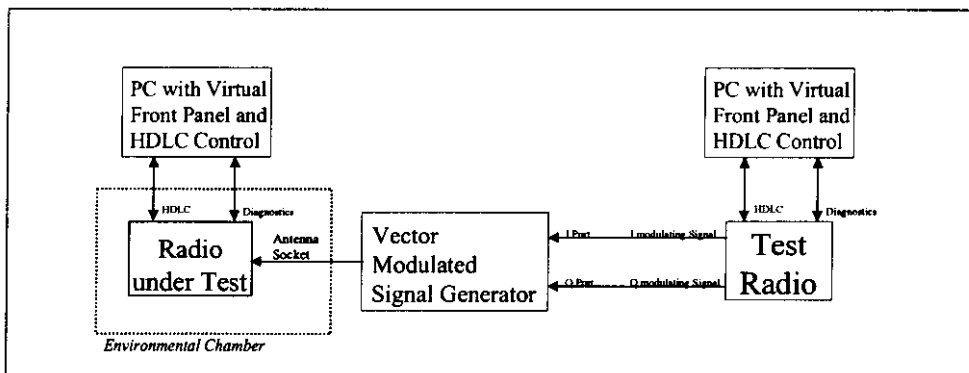 PC with Virtual
Front Panel and
HDLC Control
PC with Virtual
Front Panel and
HDLC Control
HDLC
Diagnostics
HDLC
Diagnostics
Radio
under Test
Antenna
Socket
Vector
Modulated
Signal Generator
I Port
I modulating Signal
Q Port
Q modulating Signal
Test
Radio
Environmental Chamber